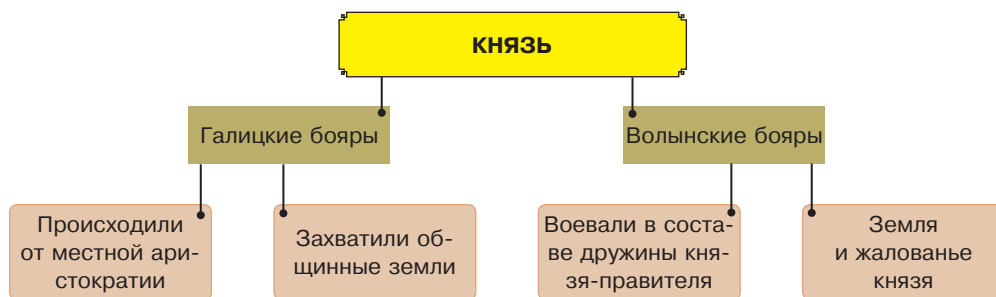 КНЯЗЬ
Галицкие бояры
Волынские бояры
Происходили
от местной ари-
стократии
Захватили об-
щинные земли
Воевали в соста-
ве дружины кня-
зя-правителя
Земля
и жалованье
князя